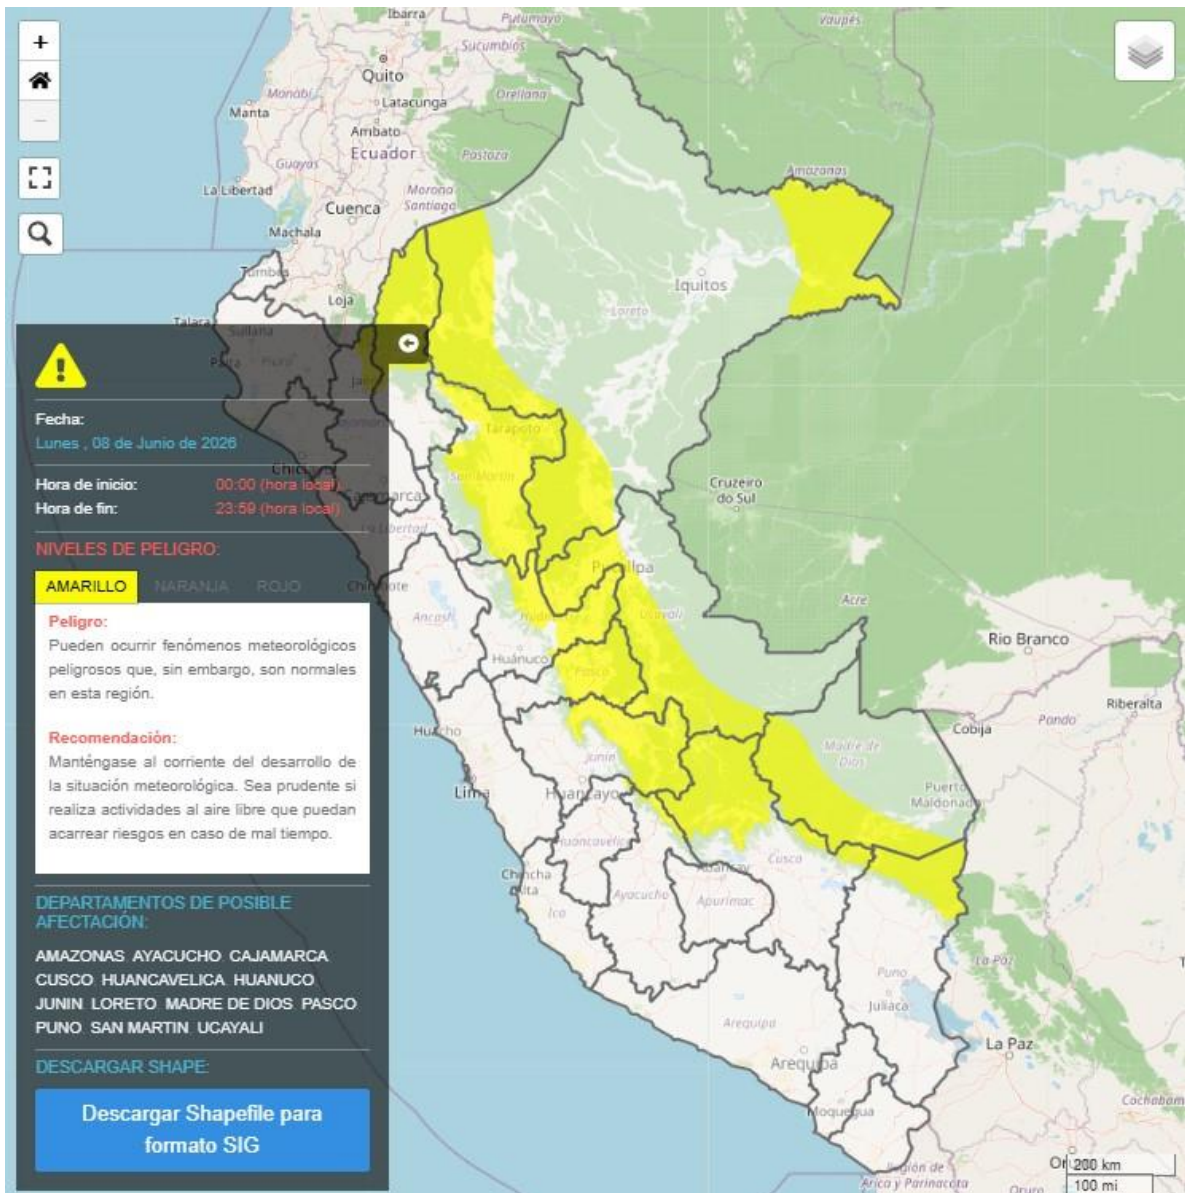 Ibarra
Putumayo
Vaupés
Sucumbíos
Quito
Manabí
Latacunga
Orellana
Manta
Ambato
Ecuador
Pastaza
Guayas
Amazonas
La Libertad
Morona
Santiago
Cuenca
Machala
Tumbes
Iquitos
Loja
Loreto
Talara
Sullana
Paita
Piura
Fecha:
Lunes , 08 de Junio de 2026
Tarapoto
San Martín
Cruzeiro
do Sul
Hora de inicio: 00:00 (hora local)
Hora de fin: 23:59 (hora local)
Cajamarca
La Libertad
NIVELES DE PELIGRO:
AMARILLO NARANJA ROJO
Chimbote
Pucallpa
Acre
Ancash
Ucayali
Peligro:
Pueden ocurrir fenómenos meteorológicos
peligrosos que, sin embargo, son normales
en esta región.
Rio Branco
Huánuco
Pasco
Riberalta
Pando
Cobija
Huacho
Recomendación:
Manténgase al corriente del desarrollo de
la situación meteorológica. Sea prudente si
realiza actividades al aire libre que puedan
acarrear riesgos en caso de mal tiempo.
Junín
Madre de
Dios
Lima
Huancayo
Puerto
Maldonado
Huancavelica
Cusco
Chincha
Alta
Abancay
Ica
Ayacucho
Apurímac
DEPARTAMENTOS DE POSIBLE
AFECTACIÓN:
AMAZONAS AYACUCHO CAJAMARCA
CUSCO HUANCAVELICA HUANUCO
JUNIN LORETO MADRE DE DIOS PASCO
PUNO SAN MARTIN UCAYALI
La Paz
Puno
Juliaca
Arequipa
La Paz
Arequipa
DESCARGAR SHAPE:
Descargar Shapefile para
formato SIG
Moquegua
Cochabam
Región de
Arica y Parinacota
Oruro
200 km
100 mi